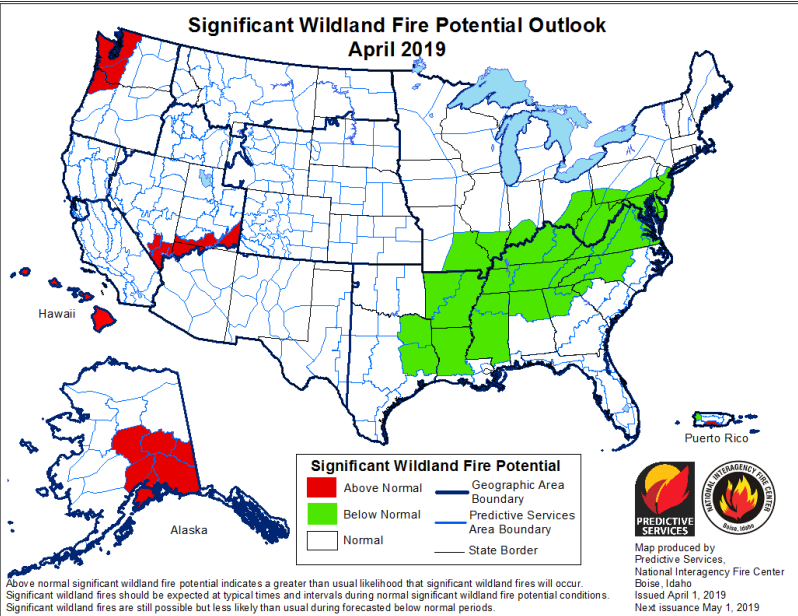 Significant Wildland Fire Potential Outlook
April 2019
Hawaii
Alaska
Puerto Rico
Significant Wildland Fire Potential
Above Normal
Below Normal
Normal
Geographic Area
Boundary
Predictive Services
Area Boundary
State Border
PREDICTIVE
SERVICES
NATIONAL INTERAGENCY FIRE CENTER
Boise, Idaho
Map produced by
Predictive Services,
National Interagency Fire Center
Boise, Idaho
Issued April 1, 2019
Next issuance May 1, 2019
Above normal significant wildland fire potential indicates a greater than usual likelihood that significant wildland fires will occur.
Significant wildland fires should be expected at typical times and intervals during normal significant wildland fire potential conditions.
Significant wildland fires are still possible but less likely than usual during forecasted below normal periods.